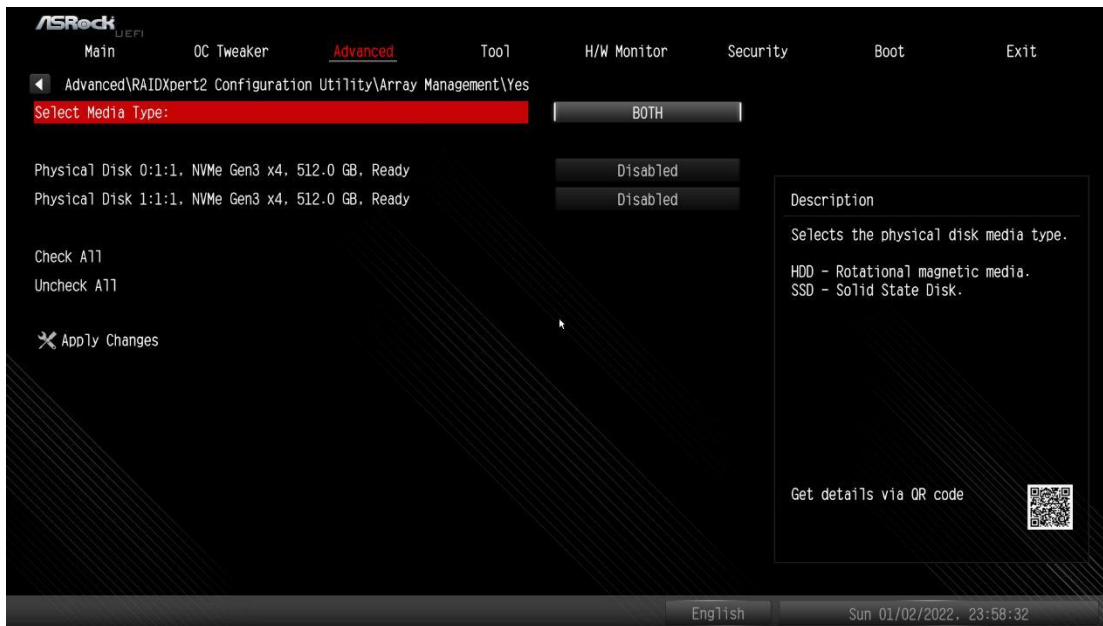 ASRock UEFI
Main OC Tweaker Advanced Tool H/W Monitor Security Boot Exit
Advanced\RAIDXpert2 Configuration Utility\Array Management\Yes
Select Media Type: BOTH
Physical Disk 0:1:1, NVMe Gen3 x4, 512.0 GB, Ready Disabled
Physical Disk 1:1:1, NVMe Gen3 x4, 512.0 GB, Ready Disabled
Check All
Uncheck All
Apply Changes
Description
Selects the physical disk media type.
HDD - Rotational magnetic media.
SSD - Solid State Disk.
Get details via QR code
English Sun 01/02/2022, 23:58:32